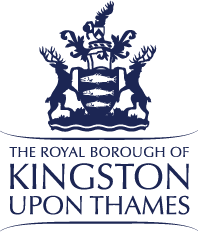 THE ROYAL BOROUGH OF
KINGSTON
UPON THAMES